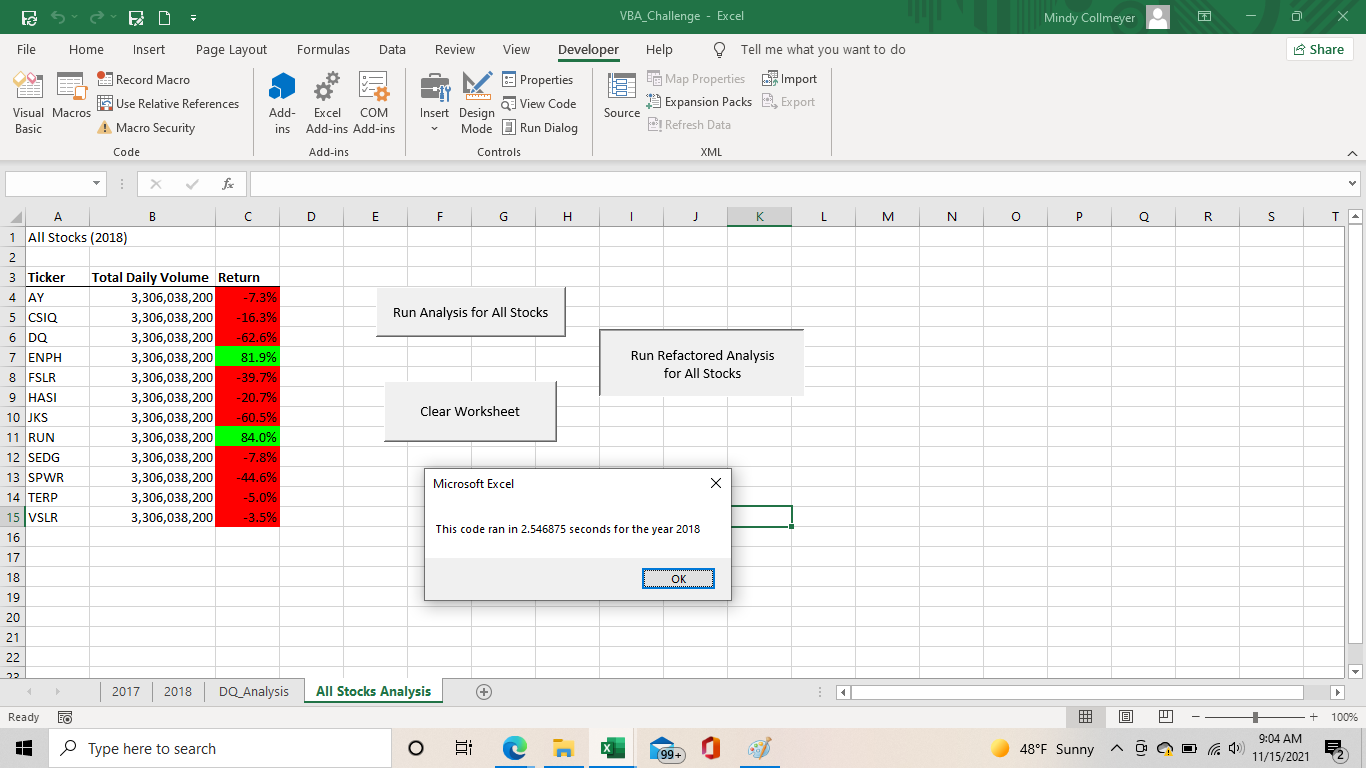 VBA_Challenge - Excel
Mindy Collmeyer
File Home Insert Page Layout Formulas Data Review View Developer Help Tell me what you want to do Share
Visual Basic
Macros
Record Macro
Use Relative References
Macro Security
Code
Add-ins
Excel Add-ins
COM Add-ins
Add-ins
Insert
Design Mode
Properties
View Code
Run Dialog
Controls
Source
Map Properties
Expansion Packs
Refresh Data
Import
Export
XML
fx
A B C D E F G H I J K L M N O P Q R S T
1 All Stocks (2018)
2
3 Ticker Total Daily Volume Return
4 AY 3,306,038,200 -7.3%
5 CSIQ 3,306,038,200 -16.3%
6 DQ 3,306,038,200 -62.6%
7 ENPH 3,306,038,200 81.9%
8 FSLR 3,306,038,200 -39.7%
9 HASI 3,306,038,200 -20.7%
10 JKS 3,306,038,200 -60.5%
11 RUN 3,306,038,200 84.0%
12 SEDG 3,306,038,200 -7.8%
13 SPWR 3,306,038,200 -44.6%
14 TERP 3,306,038,200 -5.0%
15 VSLR 3,306,038,200 -3.5%
16
17
18
19
20
21
22
23
Run Analysis for All Stocks
Run Refactored Analysis
for All Stocks
Clear Worksheet
Microsoft Excel
This code ran in 2.546875 seconds for the year 2018
OK
2017 2018 DQ_Analysis All Stocks Analysis
Ready
100%
Type here to search
99+
48°F Sunny
9:04 AM
11/15/2021
2